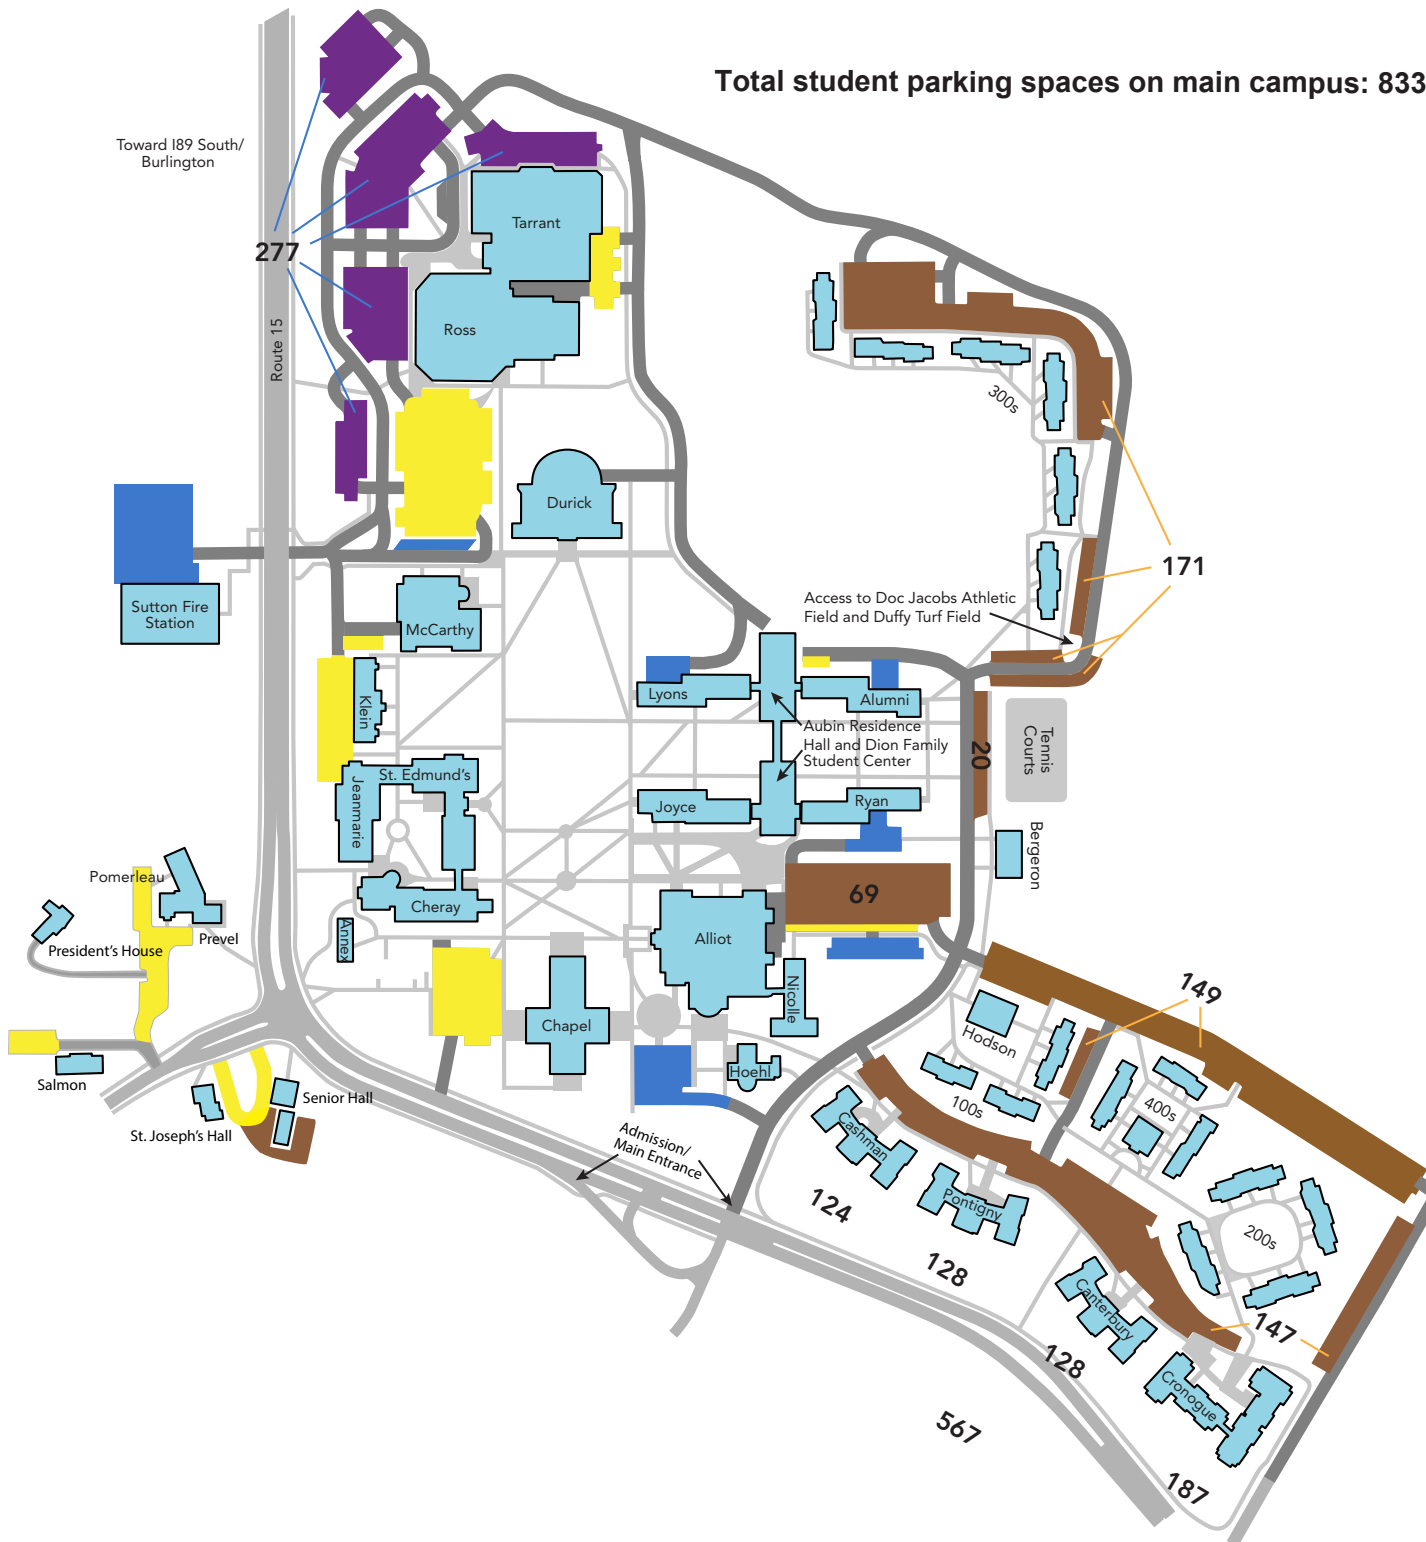 Total student parking spaces on main campus: 833
Toward I89 South/
Burlington
Tarrant
277
Ross
Route 15
300s
Durick
171
Access to Doc Jacobs Athletic
Field and Duffy Turf Field
Sutton Fire
Station
McCarthy
Klein
Lyons
Alumni
Aubin Residence
Hall and Dion Family
Student Center
20
Tennis
Courts
St. Edmund's
Jeanmarie
Joyce
Ryan
Bergeron
Pomerleau
Prevel
President's House
69
Cheray
Annex
Alliot
Nicolle
Chapel
149
Hodson
Hoehl
Salmon
Senior Hall
St. Joseph's Hall
100s
400s
Admission/
Main Entrance
Cashman
124
Pontigny
128
200s
Canterbury
147
128
Cronogue
567
187